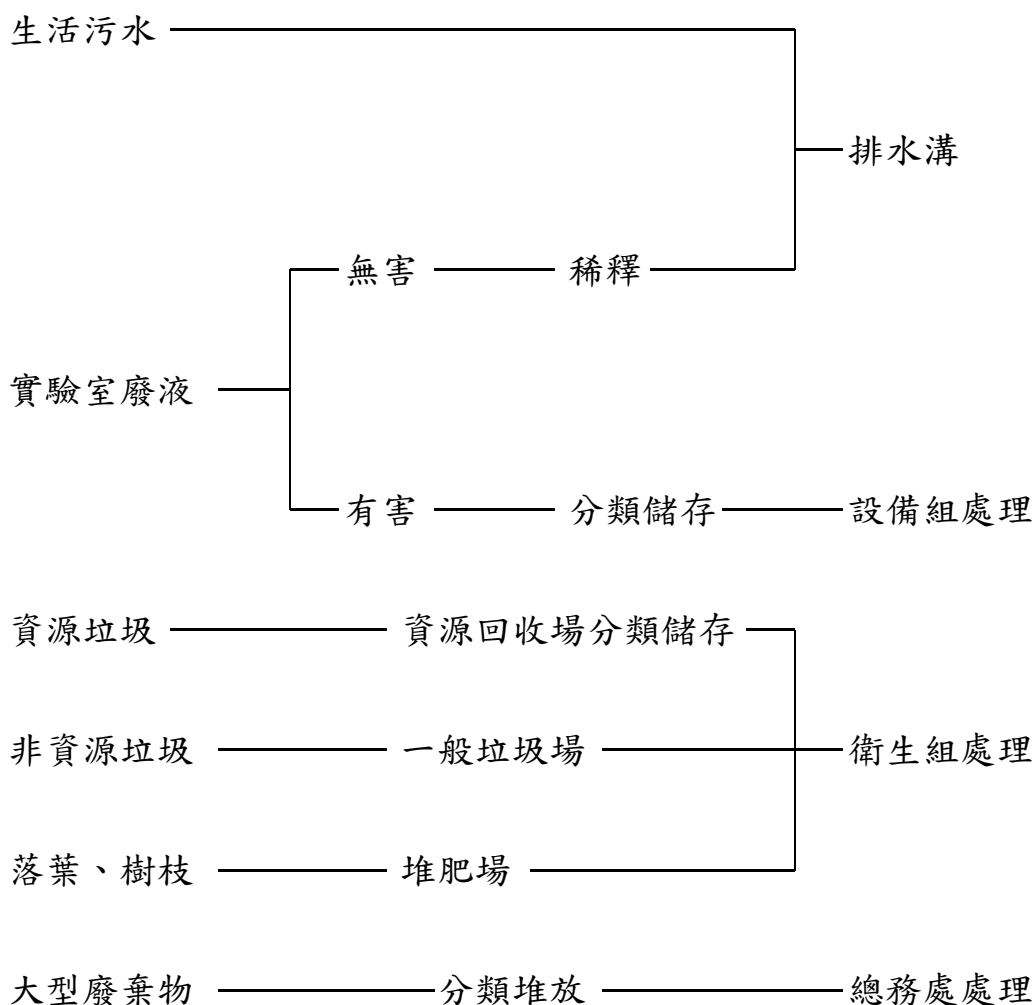 生活污水
排水溝
無害 稀釋
實驗室廢液
有害 分類儲存 設備組處理
資源垃圾 資源回收場分類儲存
非資源垃圾 一般垃圾場 衛生組處理
落葉、樹枝 堆肥場
大型廢棄物 分類堆放 總務處處理